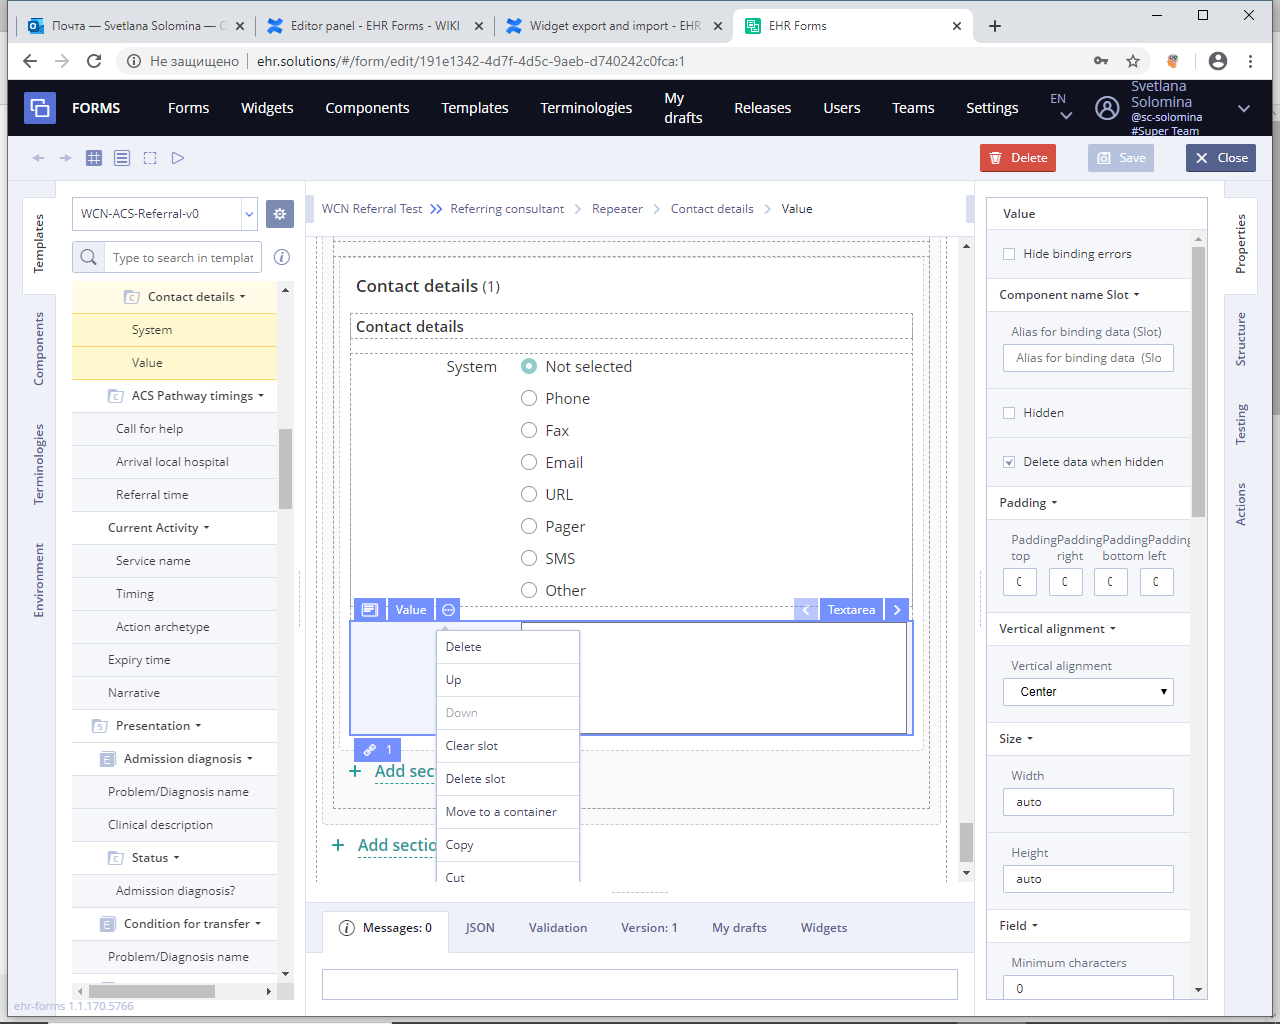 Почта — Svetlana Solomina — C
Editor panel - EHR Forms - WIKI
Widget export and import - EHR
EHR Forms
Не защищено
ehr.solutions/#/form/edit/191e1342-4d7f-4d5c-9aeb-d740242c0fca:1
FORMS
Forms
Widgets
Components
Templates
Terminologies
My drafts
Releases
Users
Teams
Settings
EN
Svetlana Solomina
@sc-solomina
#Super Team
Delete
Save
Close
Templates
Components
Terminologies
Environment
WCN-ACS-Referral-v0
Type to search in templat
Contact details
System
Value
ACS Pathway timings
Call for help
Arrival local hospital
Referral time
Current Activity
Service name
Timing
Action archetype
Expiry time
Narrative
Presentation
Admission diagnosis
Problem/Diagnosis name
Clinical description
Status
Admission diagnosis?
Condition for transfer
Problem/Diagnosis name
ehr-forms 1.1.170.5766
WCN Referral Test
Referring consultant
Repeater
Contact details
Value
Contact details (1)
Contact details
System
Not selected
Phone
Fax
Email
URL
Pager
SMS
Other
Value
Textarea
Delete
Up
Down
Clear slot
Delete slot
Move to a container
Copy
Cut
1
+ Add sec
+ Add sectio
Messages: 0
JSON
Validation
Version: 1
My drafts
Widgets
Value
Hide binding errors
Component name Slot
Alias for binding data (Slot)
Alias for binding data (Slo
Hidden
Delete data when hidden
Padding
Padding top
Padding right
Padding bottom
Padding left
Vertical alignment
Vertical alignment
Center
Size
Width
auto
Height
auto
Field
Minimum characters
0
Properties
Structure
Testing
Actions